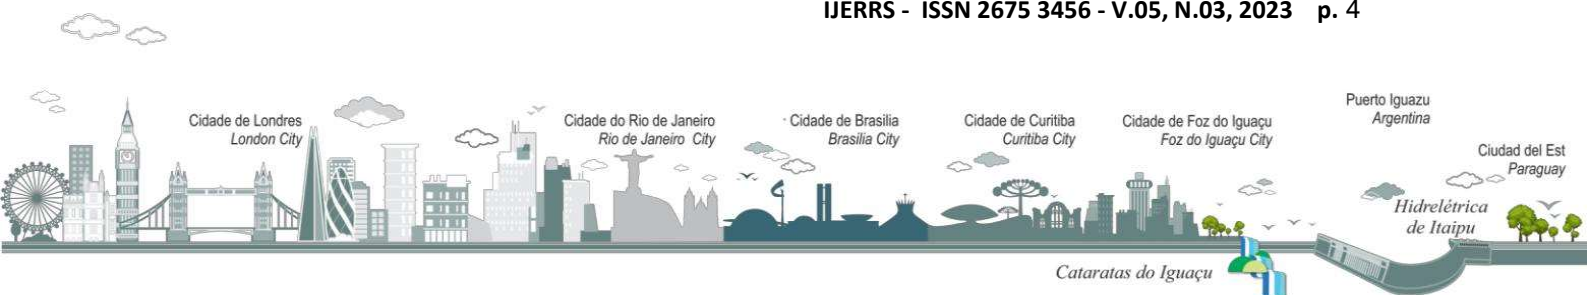 IJERRS - ISSN 2675 3456 - V.05, N.03, 2023 p. 4
Cidade de Londres
London City
Cidade do Rio de Janeiro
Rio de Janeiro City
Cidade de Brasilia
Brasilia City
Cidade de Curitiba
Curitiba City
Cidade de Foz do Iguaçu
Foz do Iguaçu City
Puerto Iguazu
Argentina
Ciudad del Est
Paraguay
Hidrelétrica
de Itaipu
Cataratas do Iguaçu